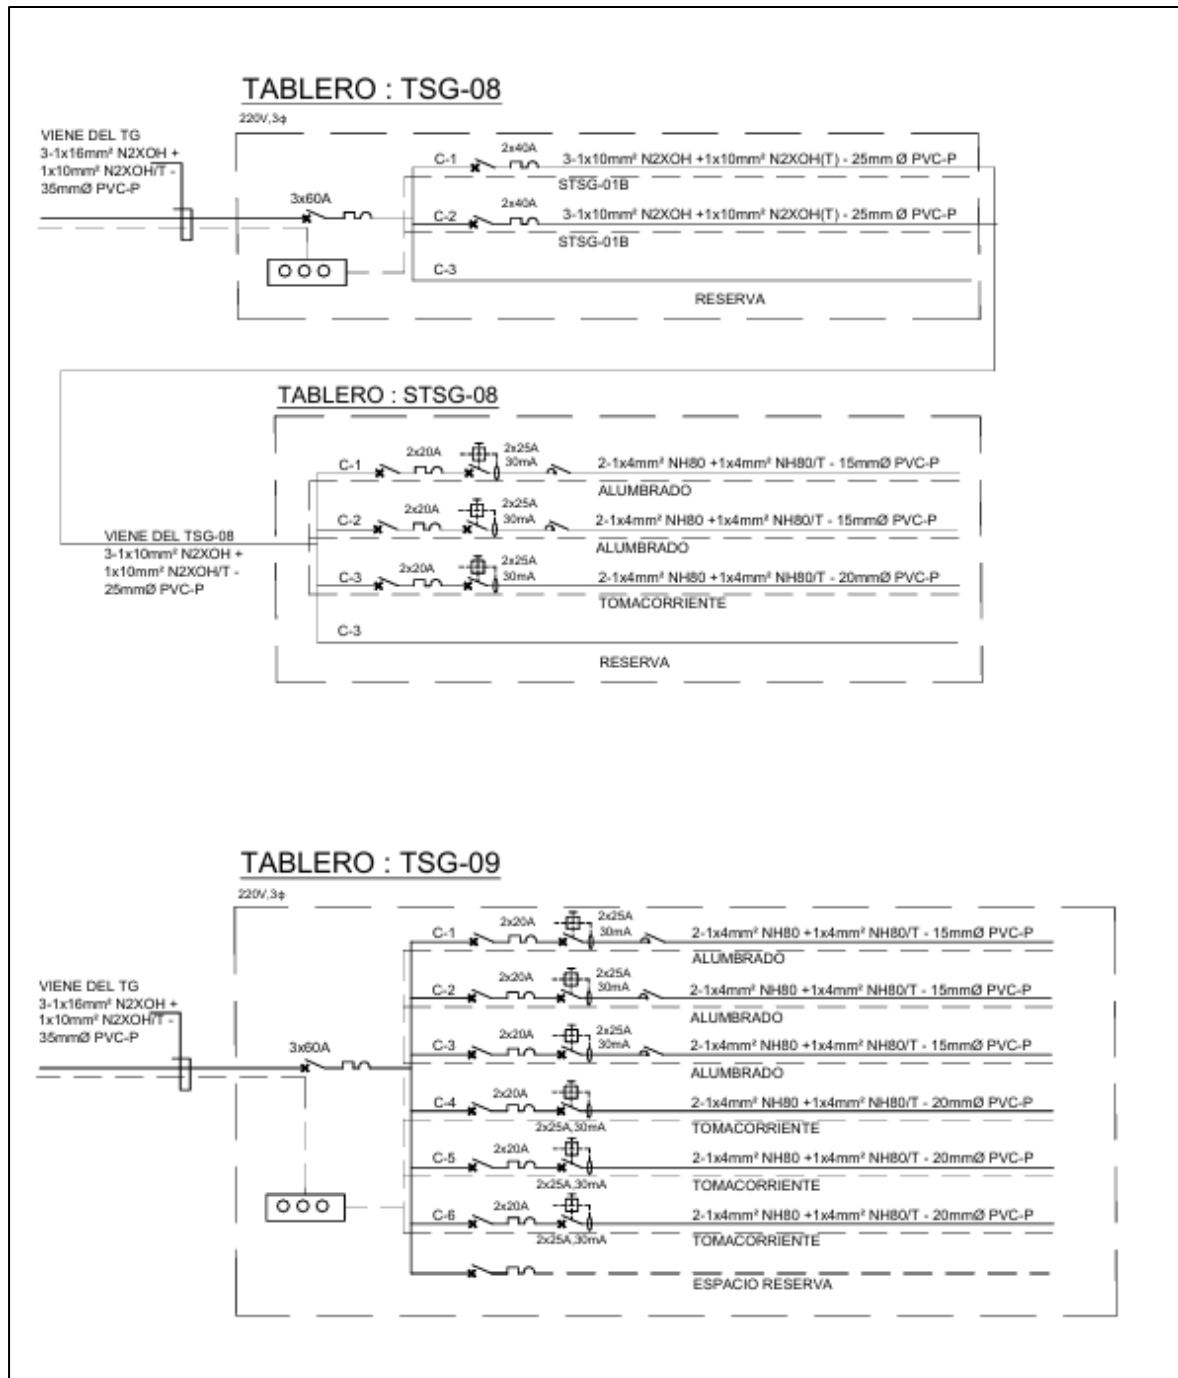 TABLERO : TSG-08
220V,3ϕ
VIENE DEL TG
3-1x16mm² N2XOH +
1x10mm² N2XOH/T -
35mmØ PVC-P
3x60A
C-1
2x40A
3-1x10mm² N2XOH +1x10mm² N2XOH(T) - 25mm Ø PVC-P
STSG-01B
C-2
2x40A
3-1x10mm² N2XOH +1x10mm² N2XOH(T) - 25mm Ø PVC-P
STSG-01B
C-3
RESERVA
TABLERO : STSG-08
VIENE DEL TSG-08
3-1x10mm² N2XOH +
1x10mm² N2XOH/T -
25mmØ PVC-P
C-1
2x20A
2x25A
30mA
2-1x4mm² NH80 +1x4mm² NH80/T - 15mmØ PVC-P
ALUMBRADO
C-2
2x20A
2x25A
30mA
2-1x4mm² NH80 +1x4mm² NH80/T - 15mmØ PVC-P
ALUMBRADO
C-3
2x20A
2x25A
30mA
2-1x4mm² NH80 +1x4mm² NH80/T - 20mmØ PVC-P
TOMACORRIENTE
C-3
RESERVA
TABLERO : TSG-09
220V,3ϕ
VIENE DEL TG
3-1x16mm² N2XOH +
1x10mm² N2XOH/T -
35mmØ PVC-P
3x60A
C-1
2x20A
2x25A
30mA
2-1x4mm² NH80 +1x4mm² NH80/T - 15mmØ PVC-P
ALUMBRADO
C-2
2x20A
2x25A
30mA
2-1x4mm² NH80 +1x4mm² NH80/T - 15mmØ PVC-P
ALUMBRADO
C-3
2x20A
2x25A
30mA
2-1x4mm² NH80 +1x4mm² NH80/T - 15mmØ PVC-P
ALUMBRADO
C-4
2x20A
2x25A,30mA
2-1x4mm² NH80 +1x4mm² NH80/T - 20mmØ PVC-P
TOMACORRIENTE
C-5
2x20A
2x25A,30mA
2-1x4mm² NH80 +1x4mm² NH80/T - 20mmØ PVC-P
TOMACORRIENTE
C-6
2x20A
2x25A,30mA
2-1x4mm² NH80 +1x4mm² NH80/T - 20mmØ PVC-P
TOMACORRIENTE
ESPACIO RESERVA